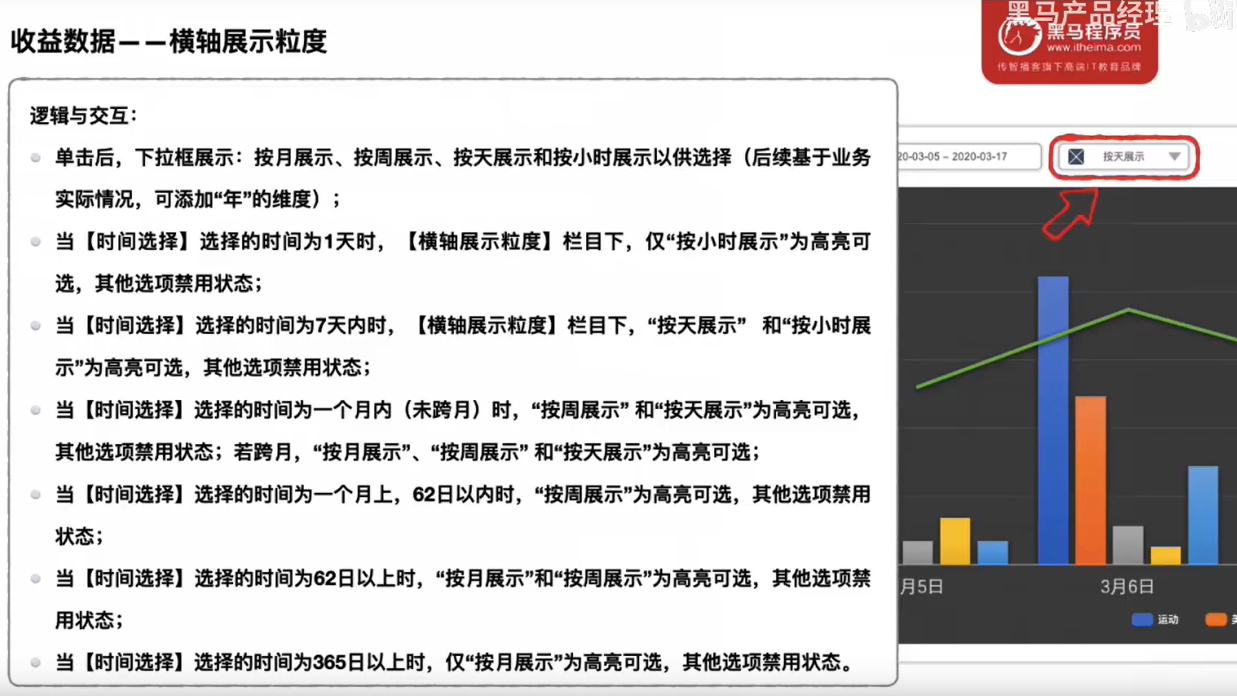 收益数据——横轴展示粒度
黑马产品经理
黑马程序员
www.itheima.com
传智播客旗下高端IT教育品牌
逻辑与交互：
单击后，下拉框展示：按月展示、按周展示、按天展示和按小时展示以供选择（后续基于业务
实际情况，可添加“年”的维度）；
当【时间选择】选择的时间为1天时，【横轴展示粒度】栏目下，仅“按小时展示”为高亮可
选，其他选项禁用状态；
当【时间选择】选择的时间为7天内时，【横轴展示粒度】栏目下，“按天展示” 和“按小时展
示”为高亮可选，其他选项禁用状态；
当【时间选择】选择的时间为一个月内（未跨月）时，“按周展示” 和“按天展示”为高亮可选，
其他选项禁用状态；若跨月，“按月展示”、“按周展示” 和“按天展示”为高亮可选；
当【时间选择】选择的时间为一个月上，62日以内时，“按周展示”为高亮可选，其他选项禁用
状态；
当【时间选择】选择的时间为62日以上时，“按月展示”和“按周展示”为高亮可选，其他选项禁
用状态；
当【时间选择】选择的时间为365日以上时，仅“按月展示”为高亮可选，其他选项禁用状态。
20-03-05 – 2020-03-17
按天展示
月5日
3月6日
运动